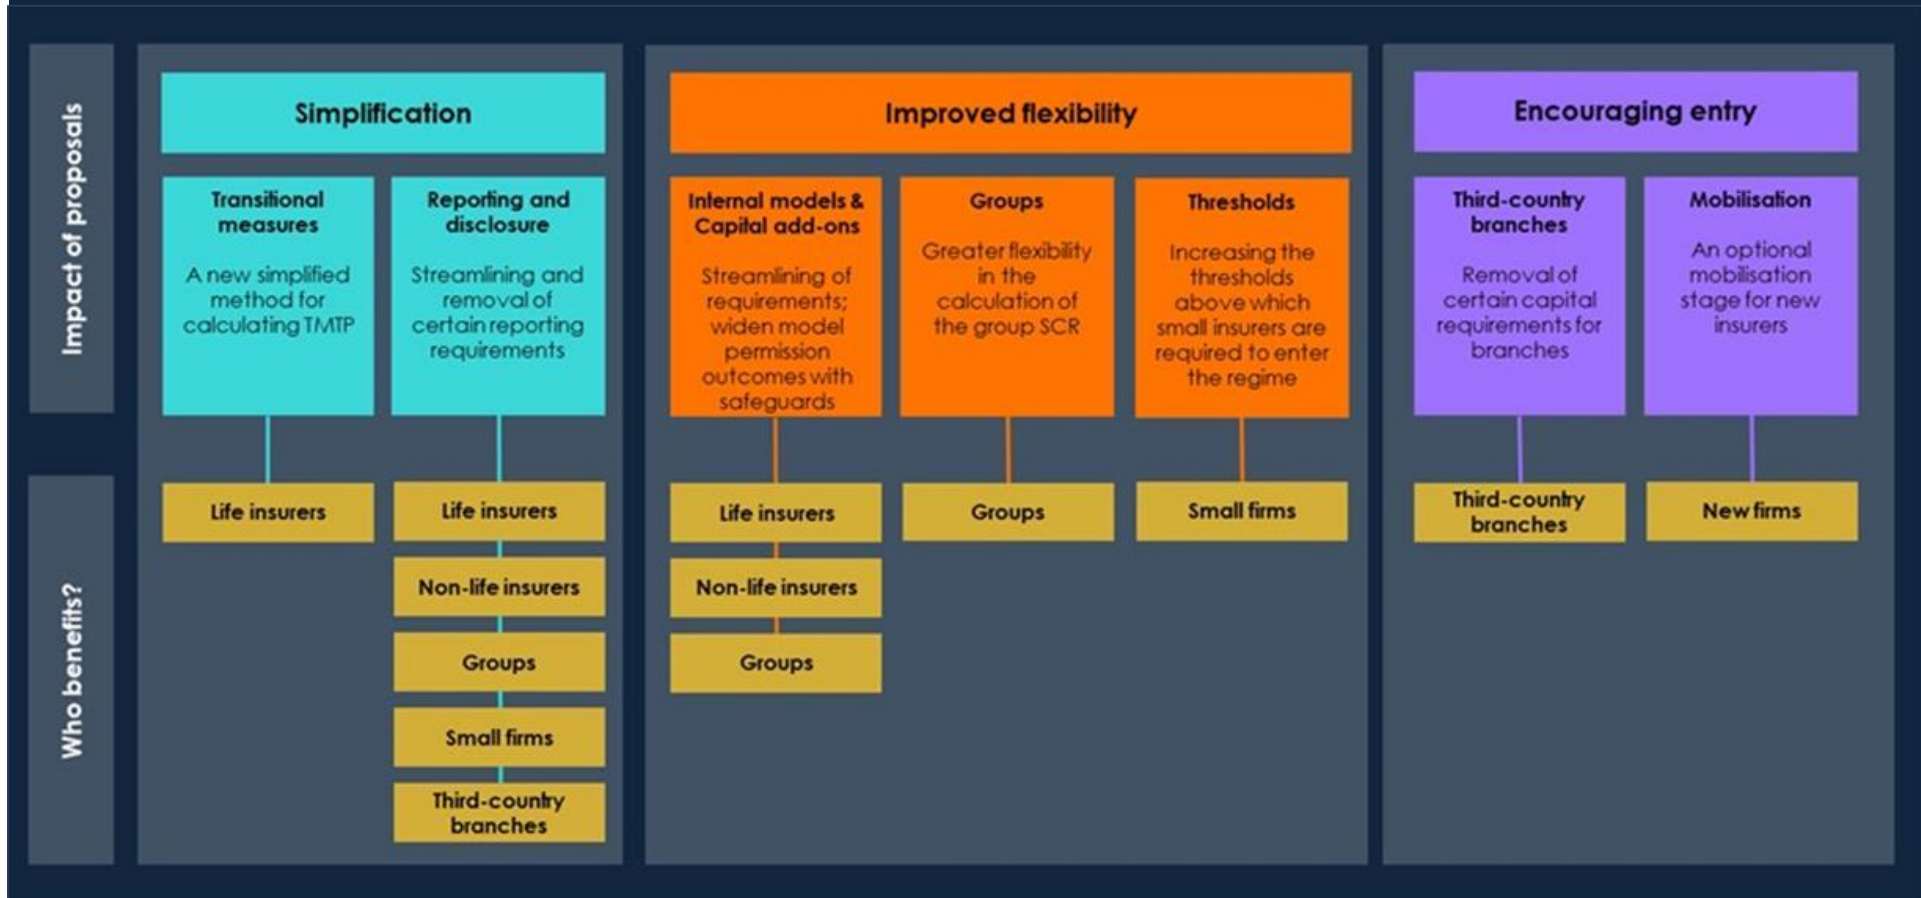 Impact of proposals
Simplification
Transitional
measures
A new simplified
method for
calculating TMTP
Reporting and
disclosure
Streamlining and
removal of
certain reporting
requirements
Improved flexibility
Internal models &
Capital add-ons
Streamlining of
requirements;
widen model
permission
outcomes with
safeguards
Groups
Greater flexibility
in the
calculation of
the group SCR
Thresholds
Increasing the
thresholds
above which
small insurers are
required to enter
the regime
Encouraging entry
Third-country
branches
Removal of
certain capital
requirements for
branches
Mobilisation
An optional
mobilisation
stage for new
insurers
Who benefits?
Life insurers
Life insurers
Non-life insurers
Groups
Small firms
Third-country
branches
Life insurers
Non-life insurers
Groups
Groups
Small firms
Third-country
branches
New firms